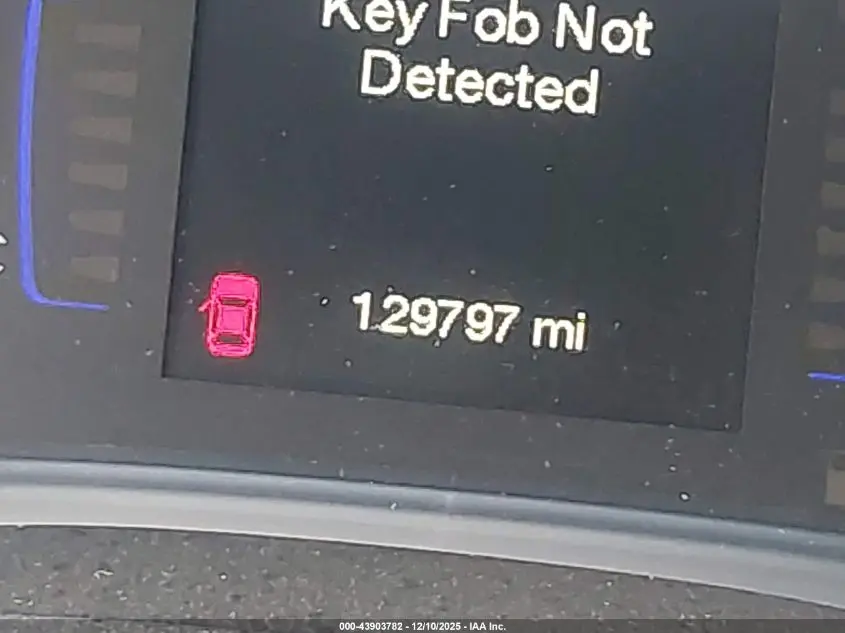 Key Fob Not
Detected
129797 mi
000-43903782 - 12/10/2025 - IAA Inc.